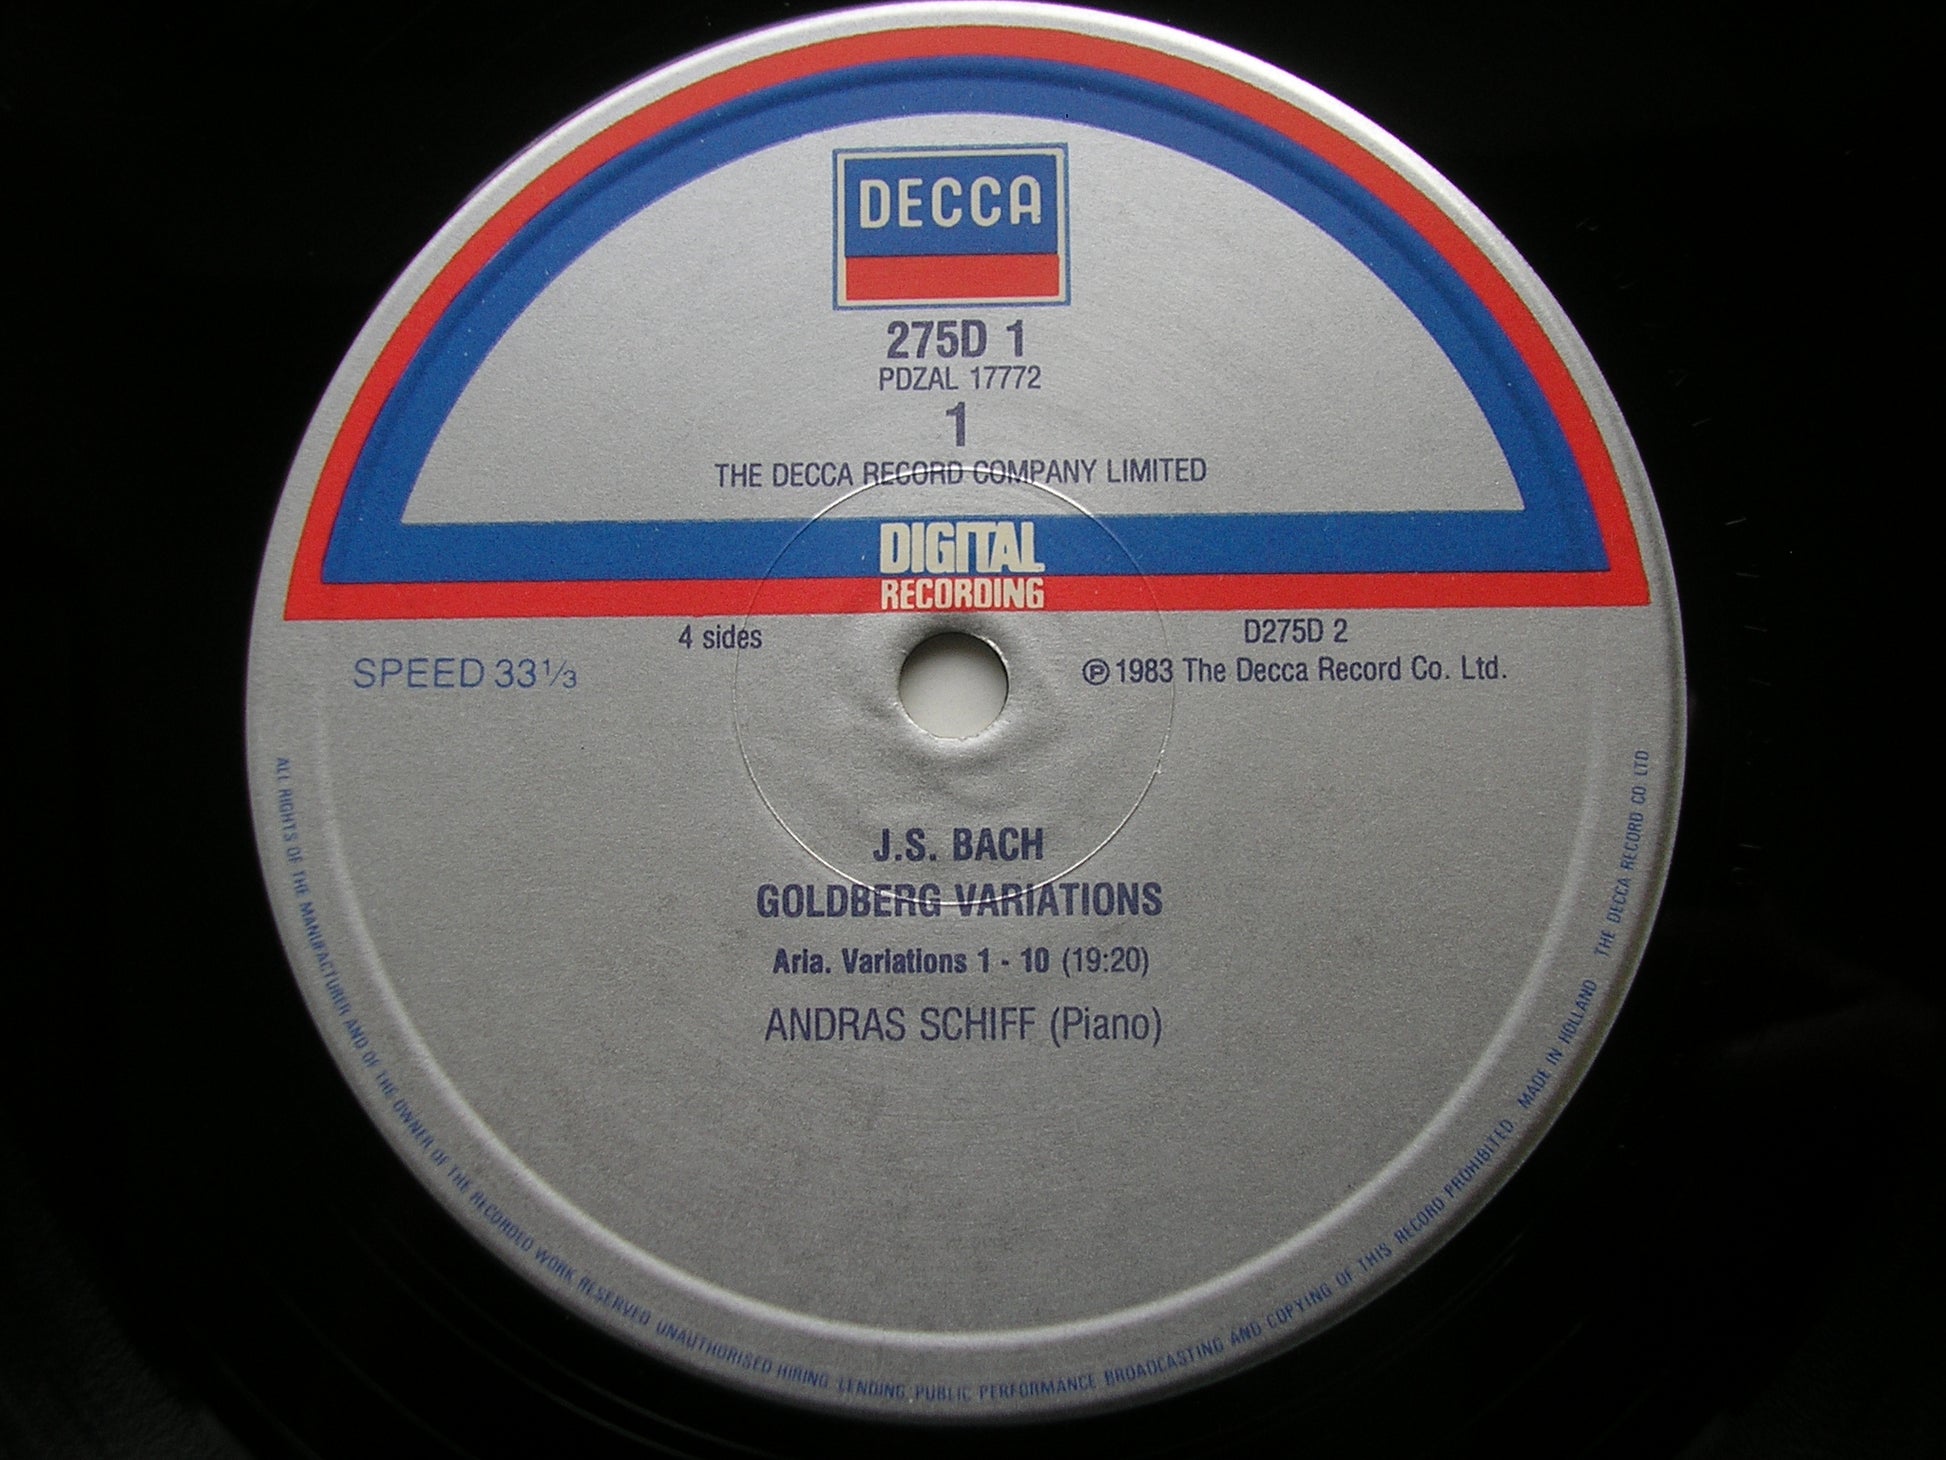 DECCA
275D 1
PDZAL 17772
1
THE DECCA RECORD COMPANY LIMITED
DIGITAL
RECORDING
4 sides
D275D 2
SPEED 33⅓
℗ 1983 The Decca Record Co. Ltd.
J.S. BACH
GOLDBERG VARIATIONS
Aria. Variations 1 - 10 (19:20)
ANDRAS SCHIFF (Piano)
ALL RIGHTS OF THE MANUFACTURER AND OF THE OWNER OF THE RECORDED WORK RESERVED UNAUTHORISED HIRING LENDING PUBLIC PERFORMANCE BROADCASTING AND COPYING OF THIS RECORD PROHIBITED MADE IN HOLLAND THE DECCA RECORD CO LTD